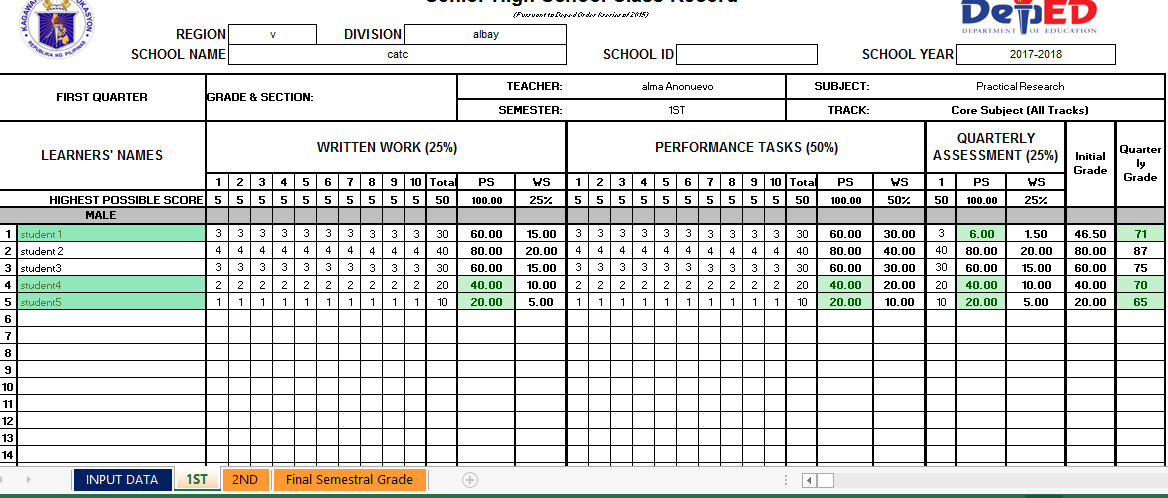 Senior High School Class Record
(Pursuant to Deped Order 8 series of 2015)
REGION v DIVISION albay
SCHOOL NAME catc SCHOOL ID SCHOOL YEAR 2017-2018
DepED
DEPARTMENT OF EDUCATION
REPUBLIKA NG PILIPINAS
FIRST QUARTER GRADE & SECTION: TEACHER: alma Anonuevo SUBJECT: Practical Research
SEMESTER: 1ST TRACK: Core Subject (All Tracks)
LEARNERS' NAMES WRITTEN WORK (25%) PERFORMANCE TASKS (50%) QUARTERLY ASSESSMENT (25%) Initial Grade Quarterly Grade
1 2 3 4 5 6 7 8 9 10 Total PS WS 1 2 3 4 5 6 7 8 9 10 Total PS WS 1 PS WS
HIGHEST POSSIBLE SCORE 5 5 5 5 5 5 5 5 5 5 50 100.00 25% 5 5 5 5 5 5 5 5 5 5 50 100.00 50% 50 100.00 25%
MALE
1 student1 3 3 3 3 3 3 3 3 3 3 30 60.00 15.00 3 3 3 3 3 3 3 3 3 3 30 60.00 30.00 3 6.00 1.50 46.50 71
2 student 2 4 4 4 4 4 4 4 4 4 4 40 80.00 20.00 4 4 4 4 4 4 4 4 4 4 40 80.00 40.00 40 80.00 20.00 80.00 87
3 student3 3 3 3 3 3 3 3 3 3 3 30 60.00 15.00 3 3 3 3 3 3 3 3 3 3 30 60.00 30.00 30 60.00 15.00 60.00 75
4 student4 2 2 2 2 2 2 2 2 2 2 20 40.00 10.00 2 2 2 2 2 2 2 2 2 2 20 40.00 20.00 20 40.00 10.00 40.00 70
5 student5 1 1 1 1 1 1 1 1 1 1 10 20.00 5.00 1 1 1 1 1 1 1 1 1 1 10 20.00 10.00 10 20.00 5.00 20.00 65
6
7
8
9
10
11
12
13
14
INPUT DATA 1ST 2ND Final Semestral Grade